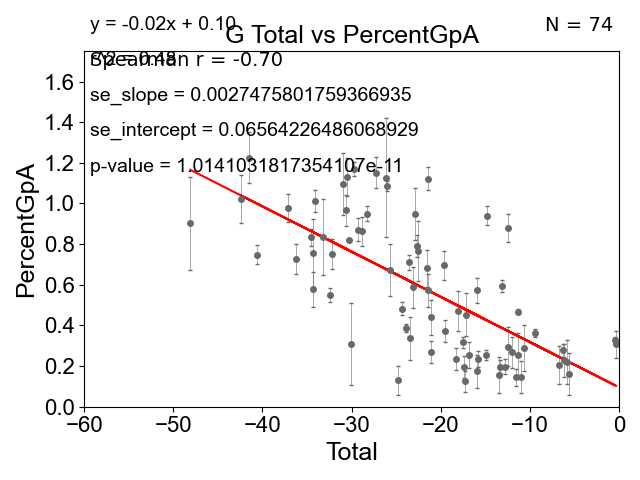 y = -0.02x + 0.10
N = 74
G Total vs PercentGpA
Spearman r = -0.70
se_slope = 0.002747580175936​6935
se_intercept = 0.06564226486068929
p-value = 1.0141031817354107e-11
1.6
1.4
1.2
1.0
0.8
0.6
0.4
0.2
0.0
PercentGpA
−60 −50 −40 −30 −20 −10 0
Total